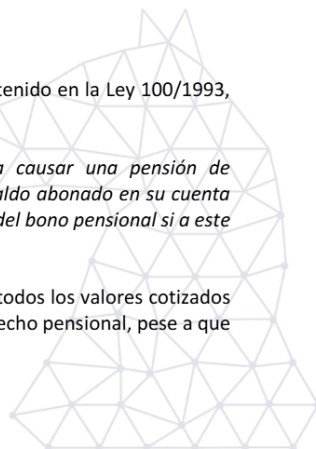 tenido en la Ley 100/1993,
a causar una pensión de
aldo abonado en su cuenta
del bono pensional si a este
todos los valores cotizados
echo pensional, pese a que